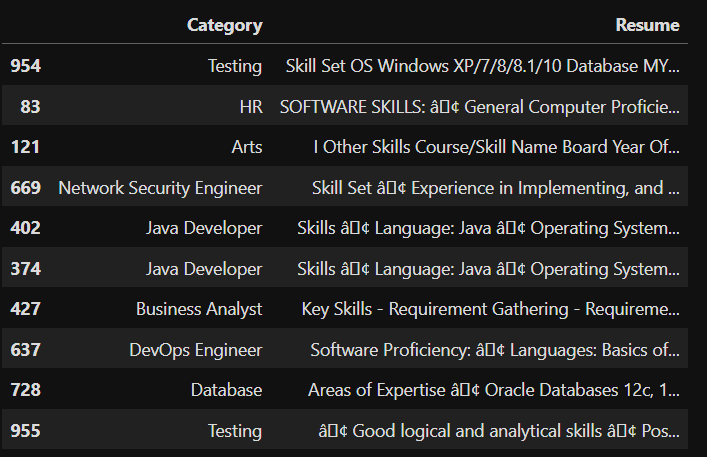 Category Resume
954 Testing Skill Set OS Windows XP/7/8/8.1/10 Database MY...
83 HR SOFTWARE SKILLS: â▯¢ General Computer Proficie...
121 Arts I Other Skills Course/Skill Name Board Year Of...
669 Network Security Engineer Skill Set â▯¢ Experience in Implementing, and ...
402 Java Developer Skills â▯¢ Language: Java â▯¢ Operating System...
374 Java Developer Skills â▯¢ Language: Java â▯¢ Operating System...
427 Business Analyst Key Skills - Requirement Gathering - Requireme...
637 DevOps Engineer Software Proficiency: â▯¢ Languages: Basics of...
728 Database Areas of Expertise â▯¢ Oracle Databases 12c, 1...
955 Testing â▯¢ Good logical and analytical skills â▯¢ Pos...